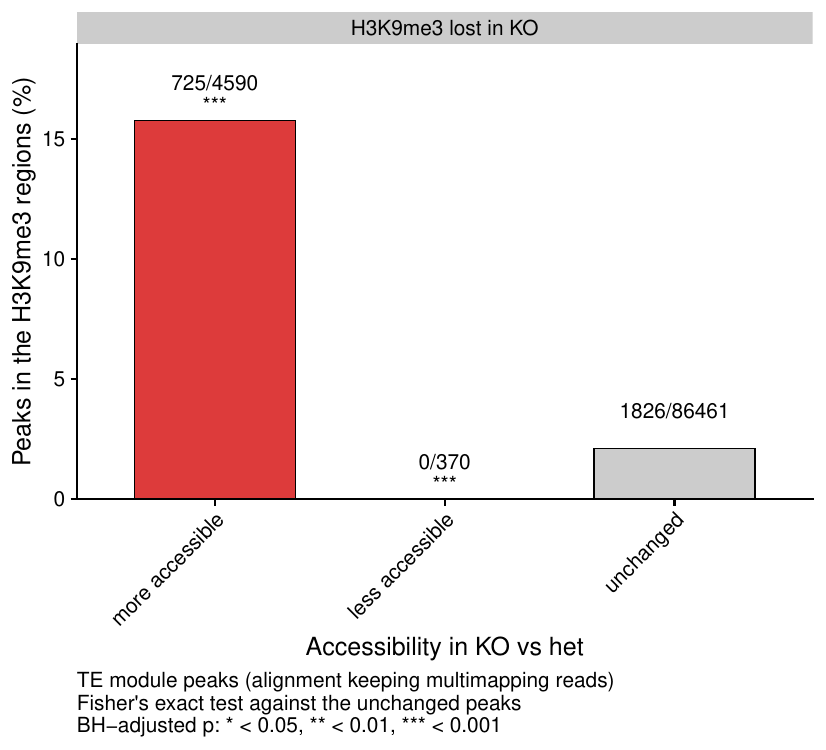 H3K9me3 lost in KO
Peaks in the H3K9me3 regions (%)
15
10
5
0
725/4590
***
0/370
***
1826/86461
more accessible
less accessible
unchanged
Accessibility in KO vs het
TE module peaks (alignment keeping multimapping reads)
Fisher's exact test against the unchanged peaks
BH−adjusted p: * < 0.05, ** < 0.01, *** < 0.001